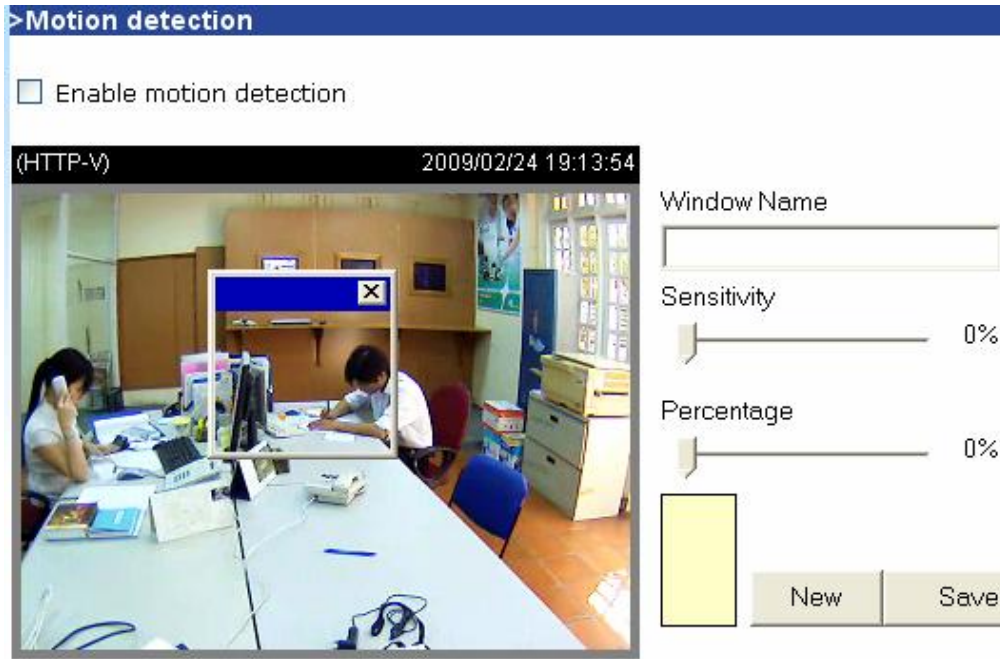 >Motion detection
Enable motion detection
(HTTP-V) 2009/02/24 19:13:54
Window Name
Sensitivity
0%
Percentage
0%
New Save